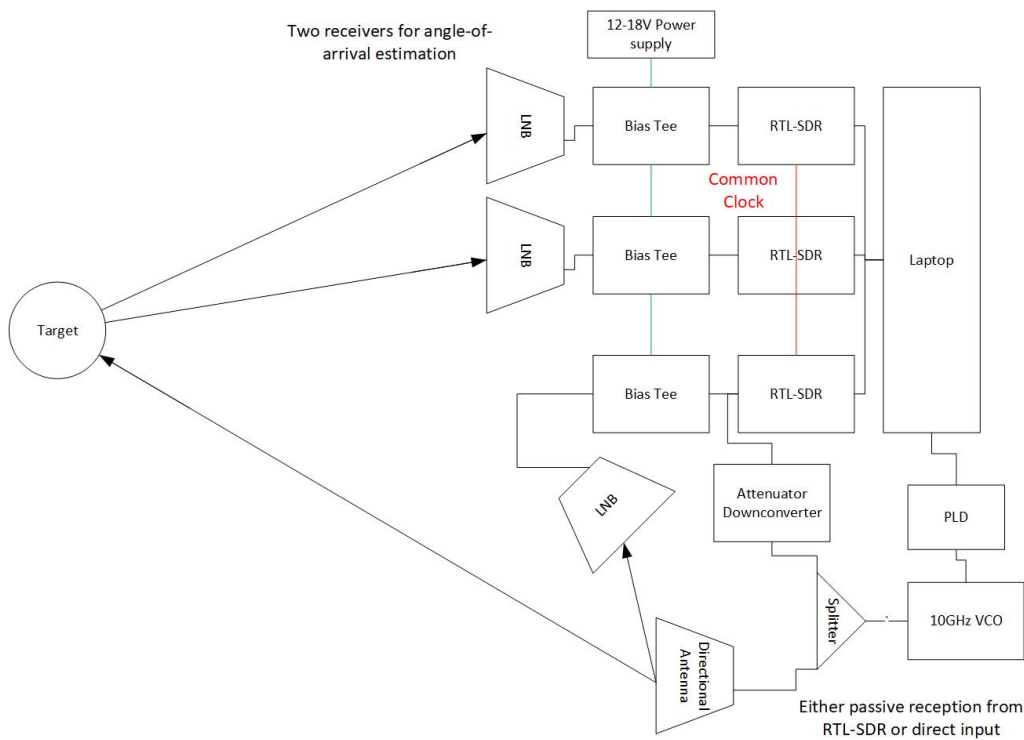 Two receivers for angle-of-
arrival estimation
12-18V Power
supply
LNB
Bias Tee
RTL-SDR
Common
Clock
LNB
Bias Tee
RTL-SDR
Laptop
Target
Bias Tee
RTL-SDR
LNB
Attenuator
Downconverter
PLD
Splitter
10GHz VCO
Directional
Antenna
Either passive reception from
RTL-SDR or direct input